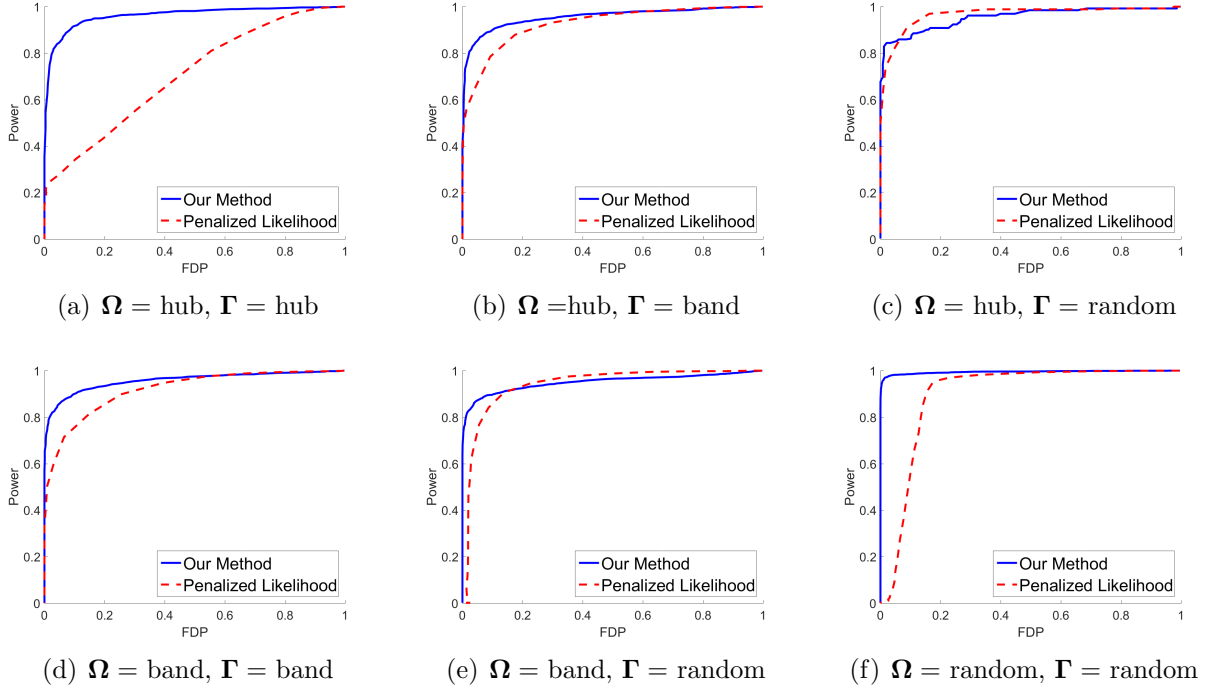 1
0.8
0.6
0.4
0.2
0
Power
Our Method
Penalized Likelihood
0 0.2 0.4 0.6 0.8 1
FDP
(a) Ω = hub, Γ = hub
1
0.8
0.6
0.4
0.2
0
Power
Our Method
Penalized Likelihood
0 0.2 0.4 0.6 0.8 1
FDP
(b) Ω =hub, Γ = band
1
0.8
0.6
0.4
0.2
0
Power
Our Method
Penalized Likelihood
0 0.2 0.4 0.6 0.8 1
FDP
(c) Ω = hub, Γ = random
1
0.8
0.6
0.4
0.2
0
Power
Our Method
Penalized Likelihood
0 0.2 0.4 0.6 0.8 1
FDP
(d) Ω = band, Γ = band
1
0.8
0.6
0.4
0.2
0
Power
Our Method
Penalized Likelihood
0 0.2 0.4 0.6 0.8 1
FDP
(e) Ω = band, Γ = random
1
0.8
0.6
0.4
0.2
0
Power
Our Method
Penalized Likelihood
0 0.2 0.4 0.6 0.8 1
FDP
(f) Ω = random, Γ = random